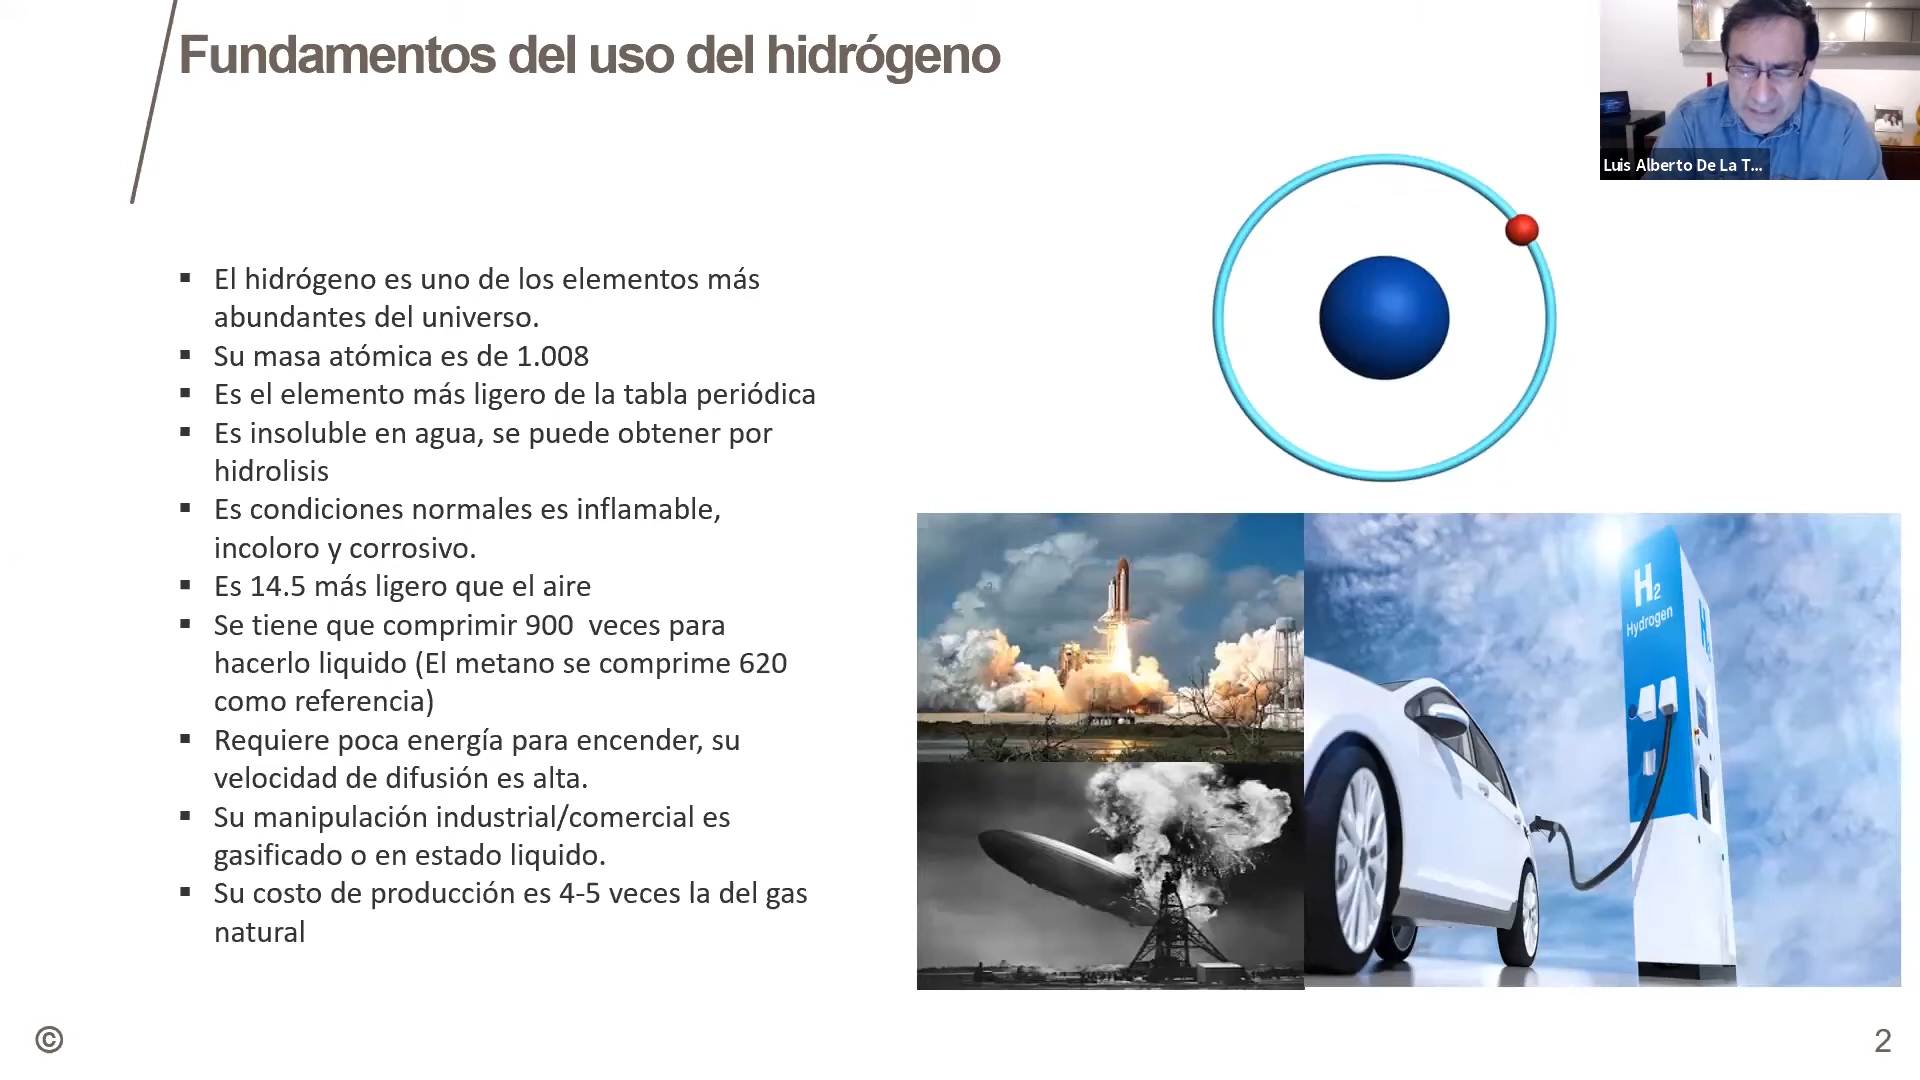 Fundamentos del uso del hidrógeno
Luis Alberto De La T...
▪ El hidrógeno es uno de los elementos más
abundantes del universo.
▪ Su masa atómica es de 1.008
▪ Es el elemento más ligero de la tabla periódica
▪ Es insoluble en agua, se puede obtener por
hidrolisis
▪ Es condiciones normales es inflamable,
incoloro y corrosivo.
▪ Es 14.5 más ligero que el aire
▪ Se tiene que comprimir 900  veces para
hacerlo liquido (El metano se comprime 620
como referencia)
▪ Requiere poca energía para encender, su
velocidad de difusión es alta.
▪ Su manipulación industrial/comercial es
gasificado o en estado liquido.
▪ Su costo de producción es 4-5 veces la del gas
natural
H2
Hydrogen
©
2